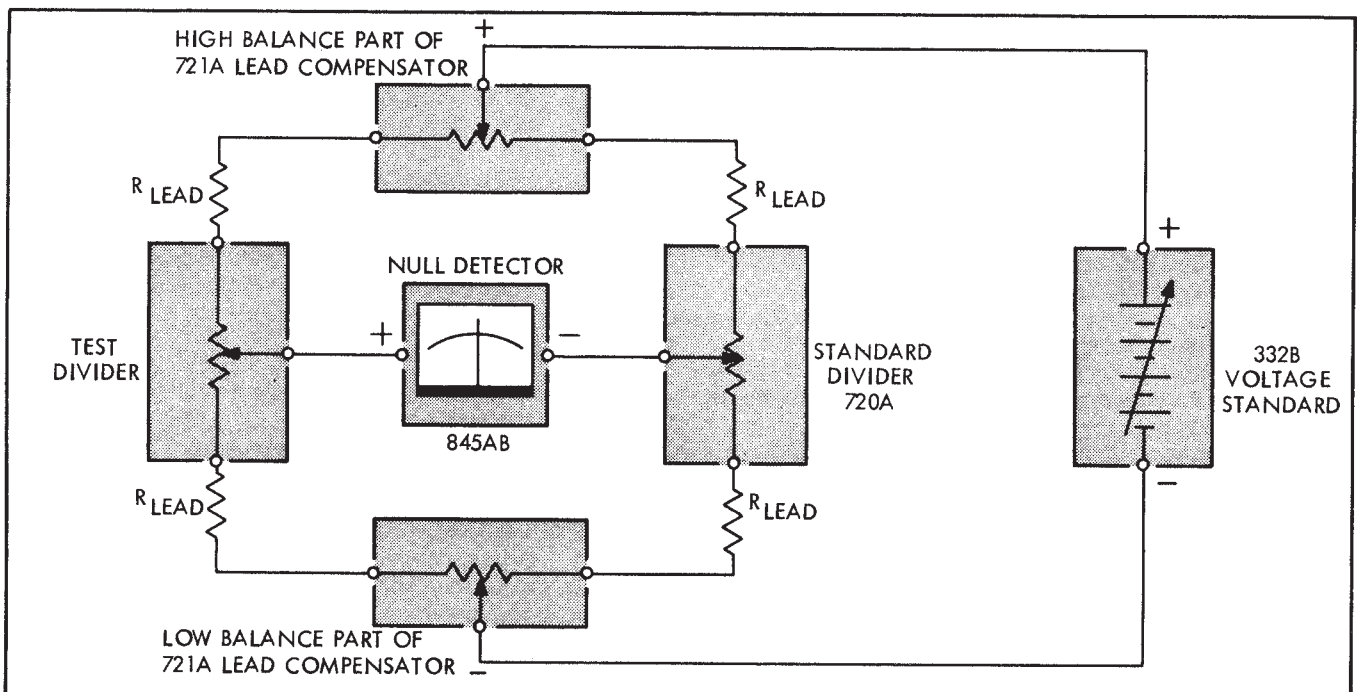 HIGH BALANCE PART OF
721A LEAD COMPENSATOR
+
R LEAD
R LEAD
+
NULL DETECTOR
+
−
TEST
DIVIDER
STANDARD
DIVIDER
720A
332B
VOLTAGE
STANDARD
845AB
−
R LEAD
R LEAD
LOW BALANCE PART OF
721A LEAD COMPENSATOR
−